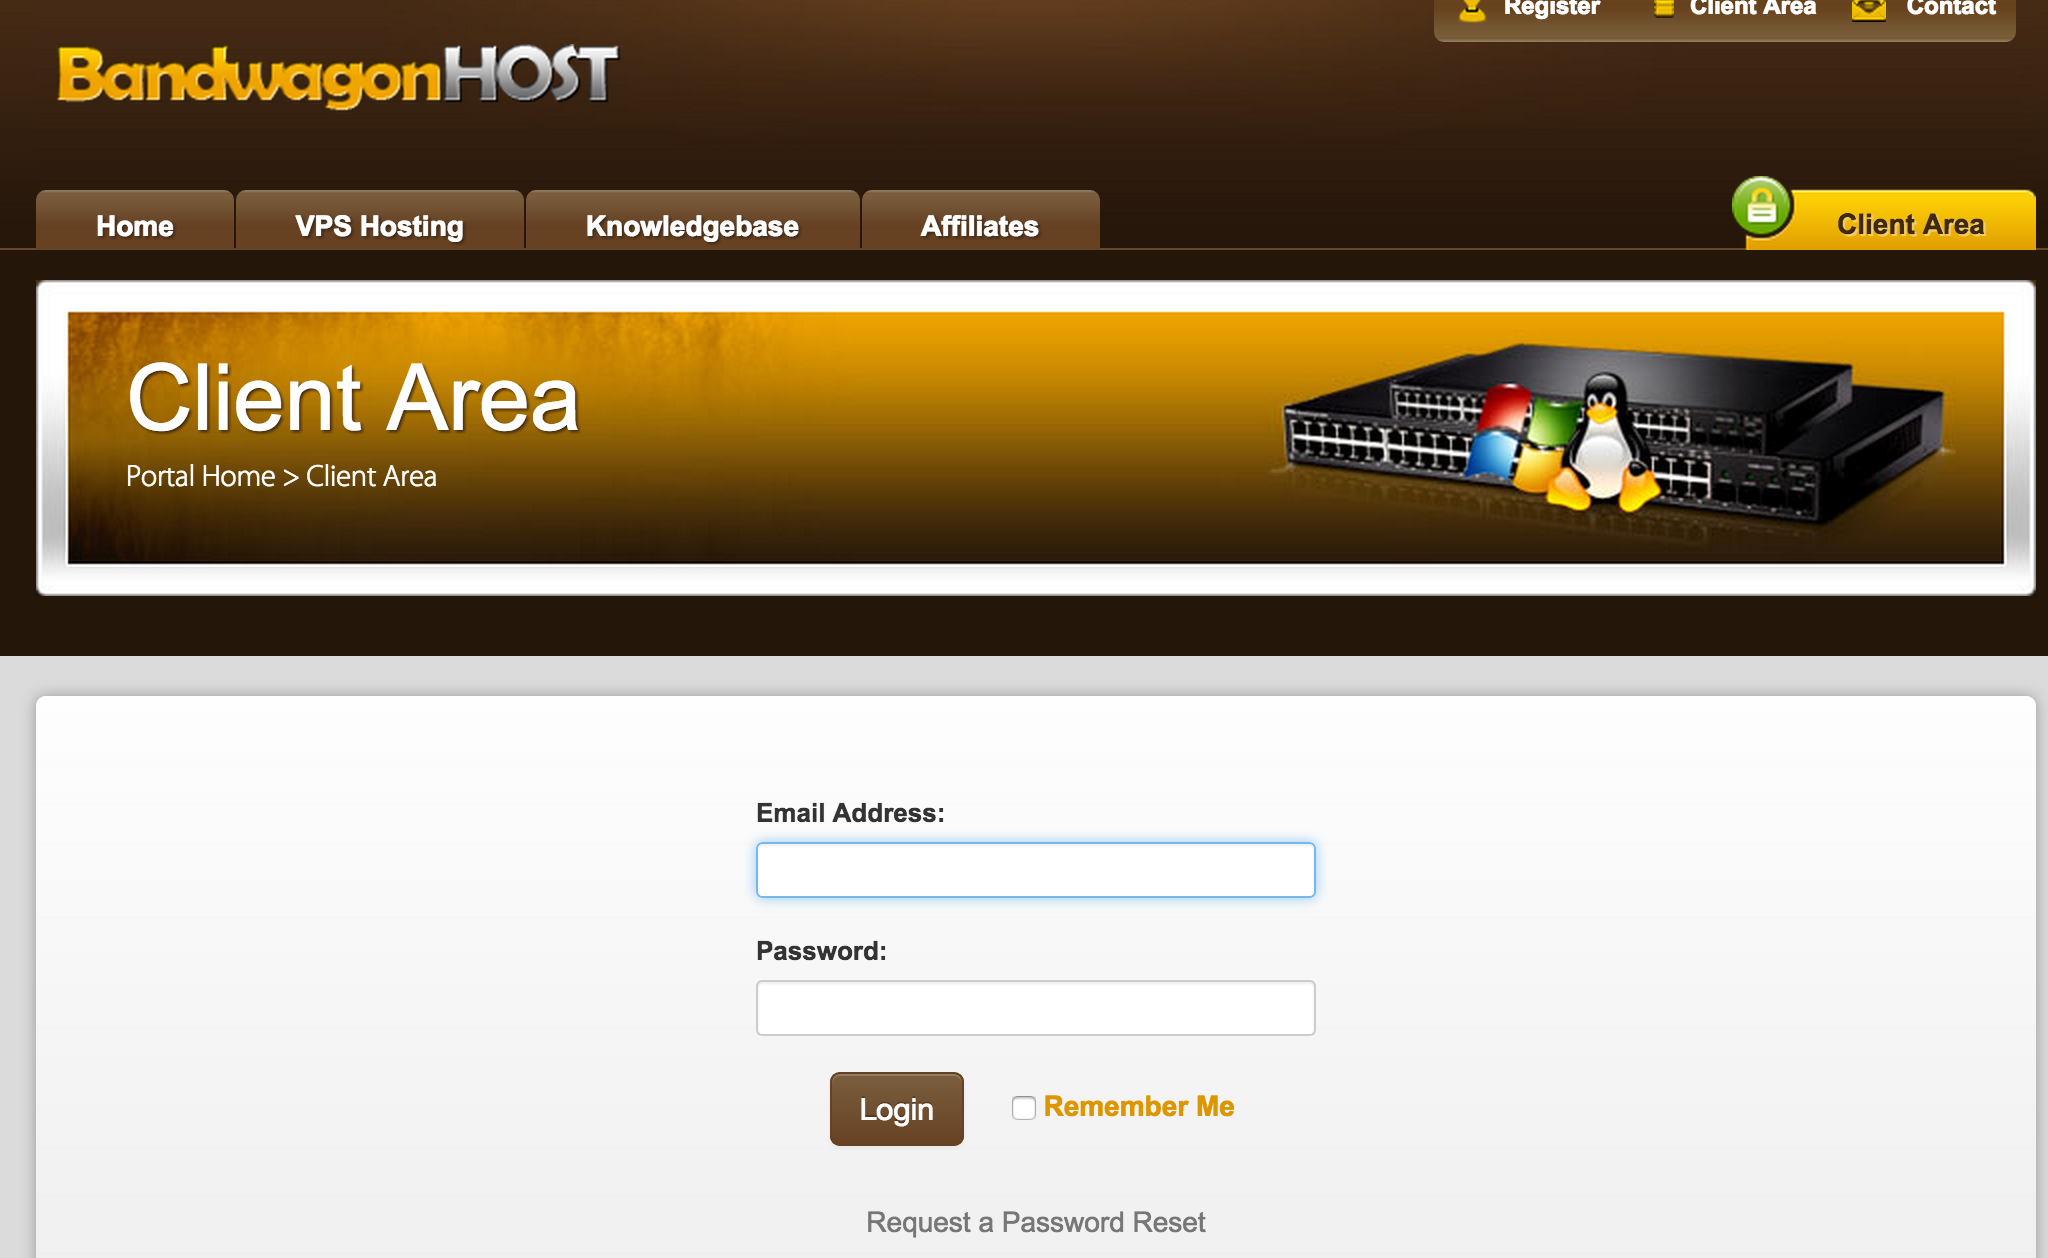 Register Client Area Contact
BandwagonHOST
Home VPS Hosting Knowledgebase Affiliates Client Area
Client Area
Portal Home > Client Area
Email Address:
Password:
Login Remember Me
Request a Password Reset